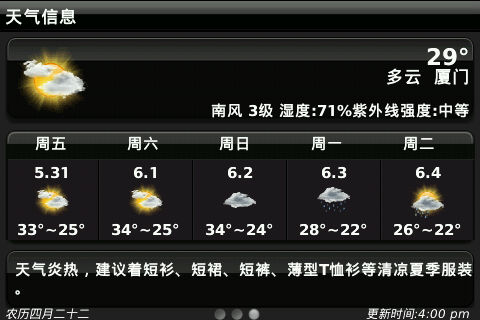 天气信息
29°
多云 厦门
南风 3级 湿度:71%紫外线强度:中等
周五 周六 周日 周一 周二
5.31 6.1 6.2 6.3 6.4
33°~25° 34°~25° 34°~24° 28°~22° 26°~22°
天气炎热，建议着短衫、短裙、短裤、薄型T恤衫等清凉夏季服装
。
农历四月二十二 更新时间:4:00 pm